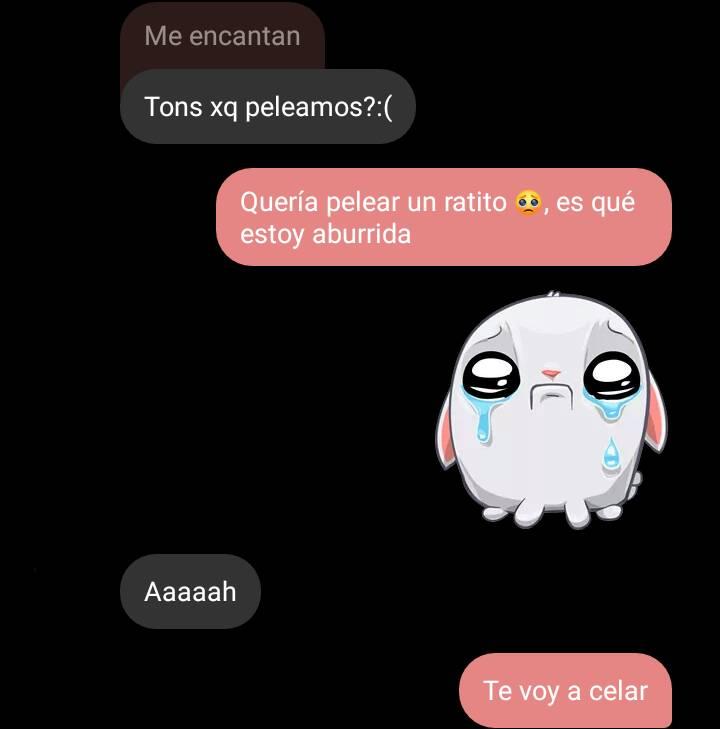 Me encantan
Tons xq peleamos?:(
Quería pelear un ratito 🥺, es qué
estoy aburrida
Aaaaah
Te voy a celar